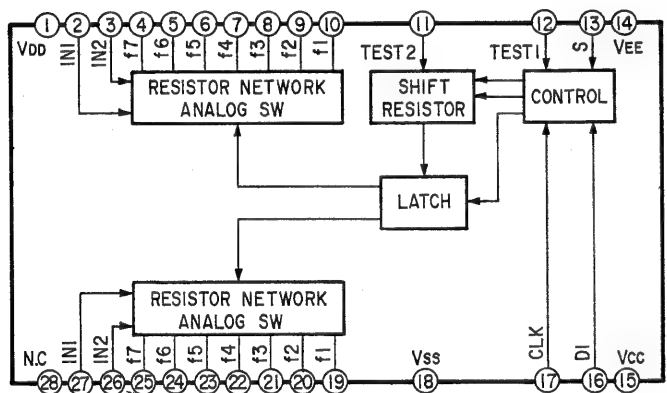 1 2 3 4 5 6 7 8 9 10 11 12 13 14
VDD IN1 IN2 f7 f6 f5 f4 f3 f2 f1 TEST2 TEST1 S VEE
RESISTOR NETWORK
ANALOG SW
SHIFT
RESISTOR
CONTROL
LATCH
RESISTOR NETWORK
ANALOG SW
N.C IN1 IN2 f7 f6 f5 f4 f3 f2 f1 VSS CLK DI VCC
28 27 26 25 24 23 22 21 20 19 18 17 16 15